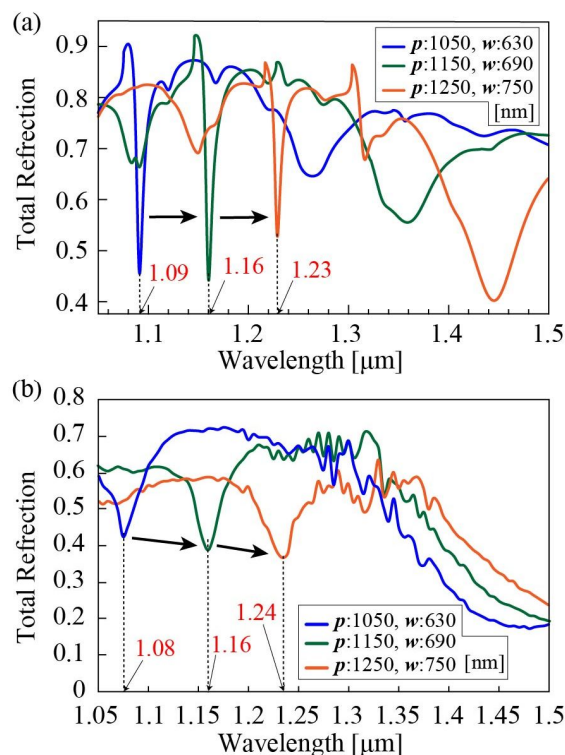 (a)
Total Refrection
0.9
0.8
0.7
0.6
0.5
0.4
p:1050, w:630
p:1150, w:690
p:1250, w:750
[nm]
1.09
1.16
1.23
1.1
1.2
1.3
1.4
1.5
Wavelength [μm]
(b)
Total Refrection
0.8
0.7
0.6
0.5
0.4
0.3
0.2
0.1
0
1.08
1.16
1.24
p:1050, w:630
p:1150, w:690
p:1250, w:750 [nm]
1.05 1.1 1.15 1.2 1.25 1.3 1.35 1.4 1.45 1.5
Wavelength [μm]